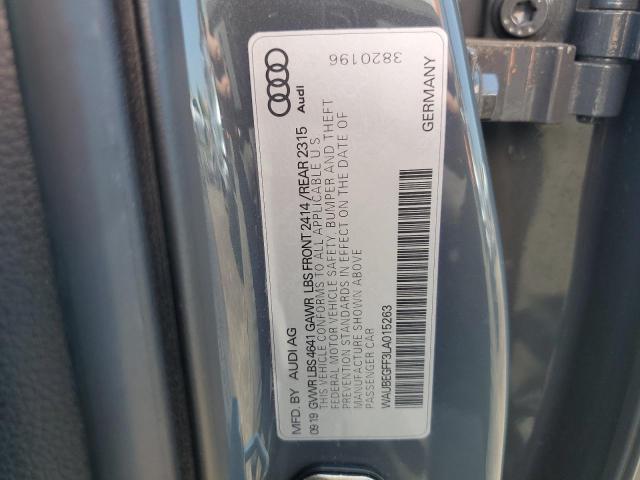 MFD. BY AUDI AG
09.19 GVWR LBS 4641 GAWR LBS FRONT 2414 / REAR 2315
THIS VEHICLE CONFORMS TO ALL APPLICABLE U S
FEDERAL MOTOR VEHICLE SAFETY, BUMPER AND THEFT
PREVENTION STANDARDS IN EFFECT ON THE DATE OF
MANUFACTURE SHOWN ABOVE
PASSENGER CAR
WAUBEGFF3LA015263
Audi
3820196
GERMANY